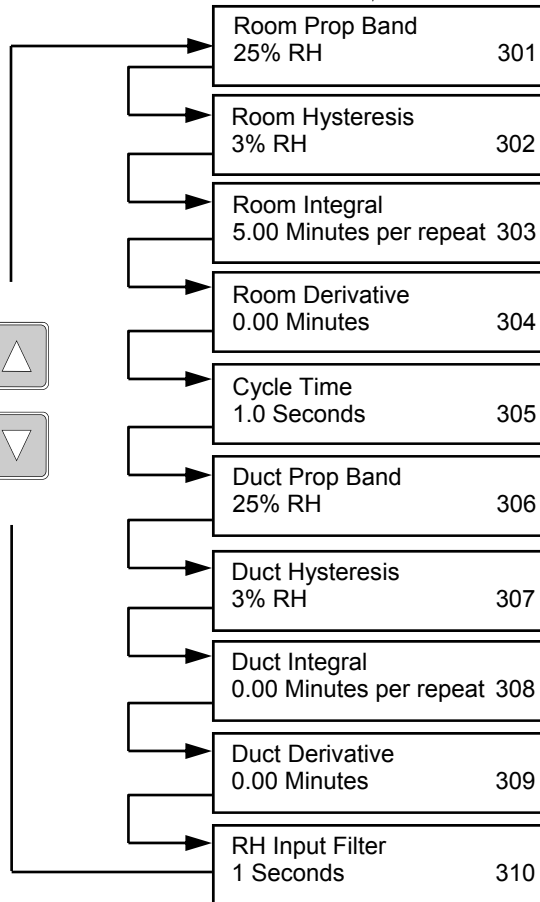 Room Prop Band
25% RH 301
Room Hysteresis
3% RH 302
Room Integral
5.00 Minutes per repeat 303
Room Derivative
0.00 Minutes 304
Cycle Time
1.0 Seconds 305
Duct Prop Band
25% RH 306
Duct Hysteresis
3% RH 307
Duct Integral
0.00 Minutes per repeat 308
Duct Derivative
0.00 Minutes 309
RH Input Filter
1 Seconds 310